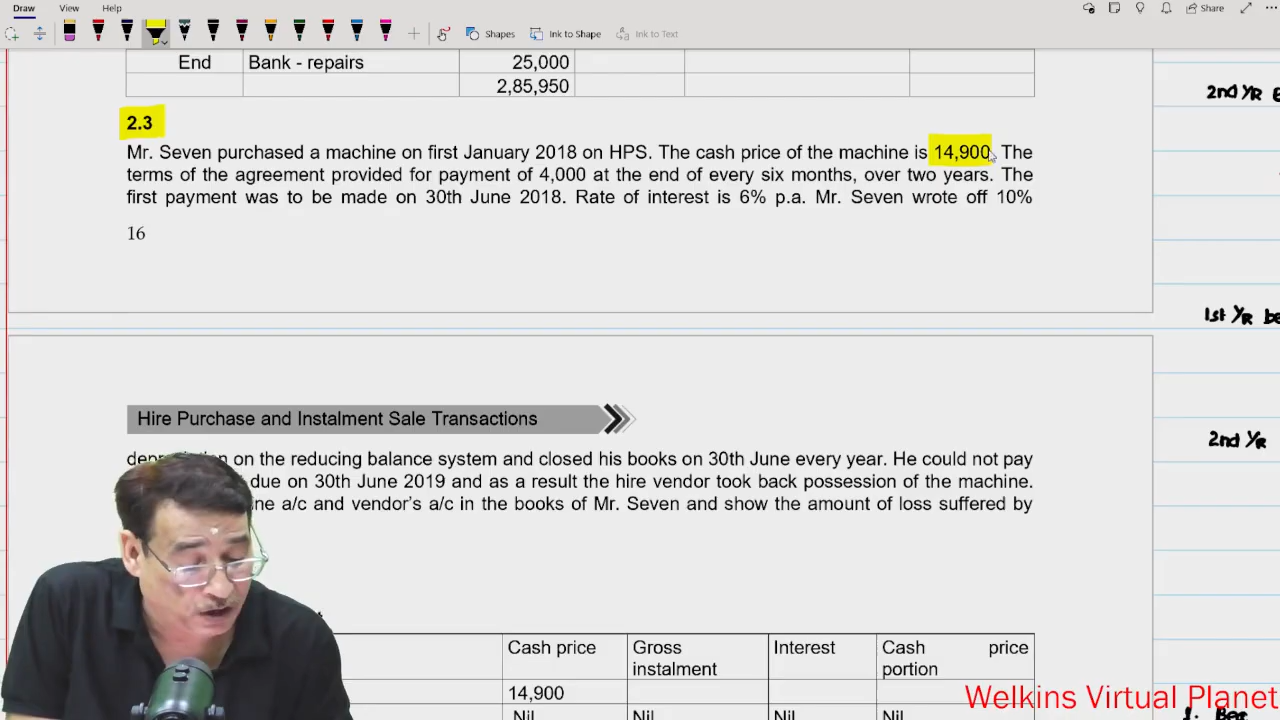 Draw View Help
Share
Shapes Ink to Shape Ink to Text
End Bank - repairs 25,000
2,85,950
2nd YR
2.3
Mr. Seven purchased a machine on first January 2018 on HPS. The cash price of the machine is 14,900. The
terms of the agreement provided for payment of 4,000 at the end of every six months, over two years. The
first payment was to be made on 30th June 2018. Rate of interest is 6% p.a. Mr. Seven wrote off 10%
16
1st YR
Hire Purchase and Instalment Sale Transactions
2nd YR
on the reducing balance system and closed his books on 30th June every year. He could not pay
due on 30th June 2019 and as a result the hire vendor took back possession of the machine.
a/c and vendor's a/c in the books of Mr. Seven and show the amount of loss suffered by
Cash price Gross instalment Interest Cash price portion
14,900
Nil Nil Nil Nil
Welkins Virtual Planet
1.